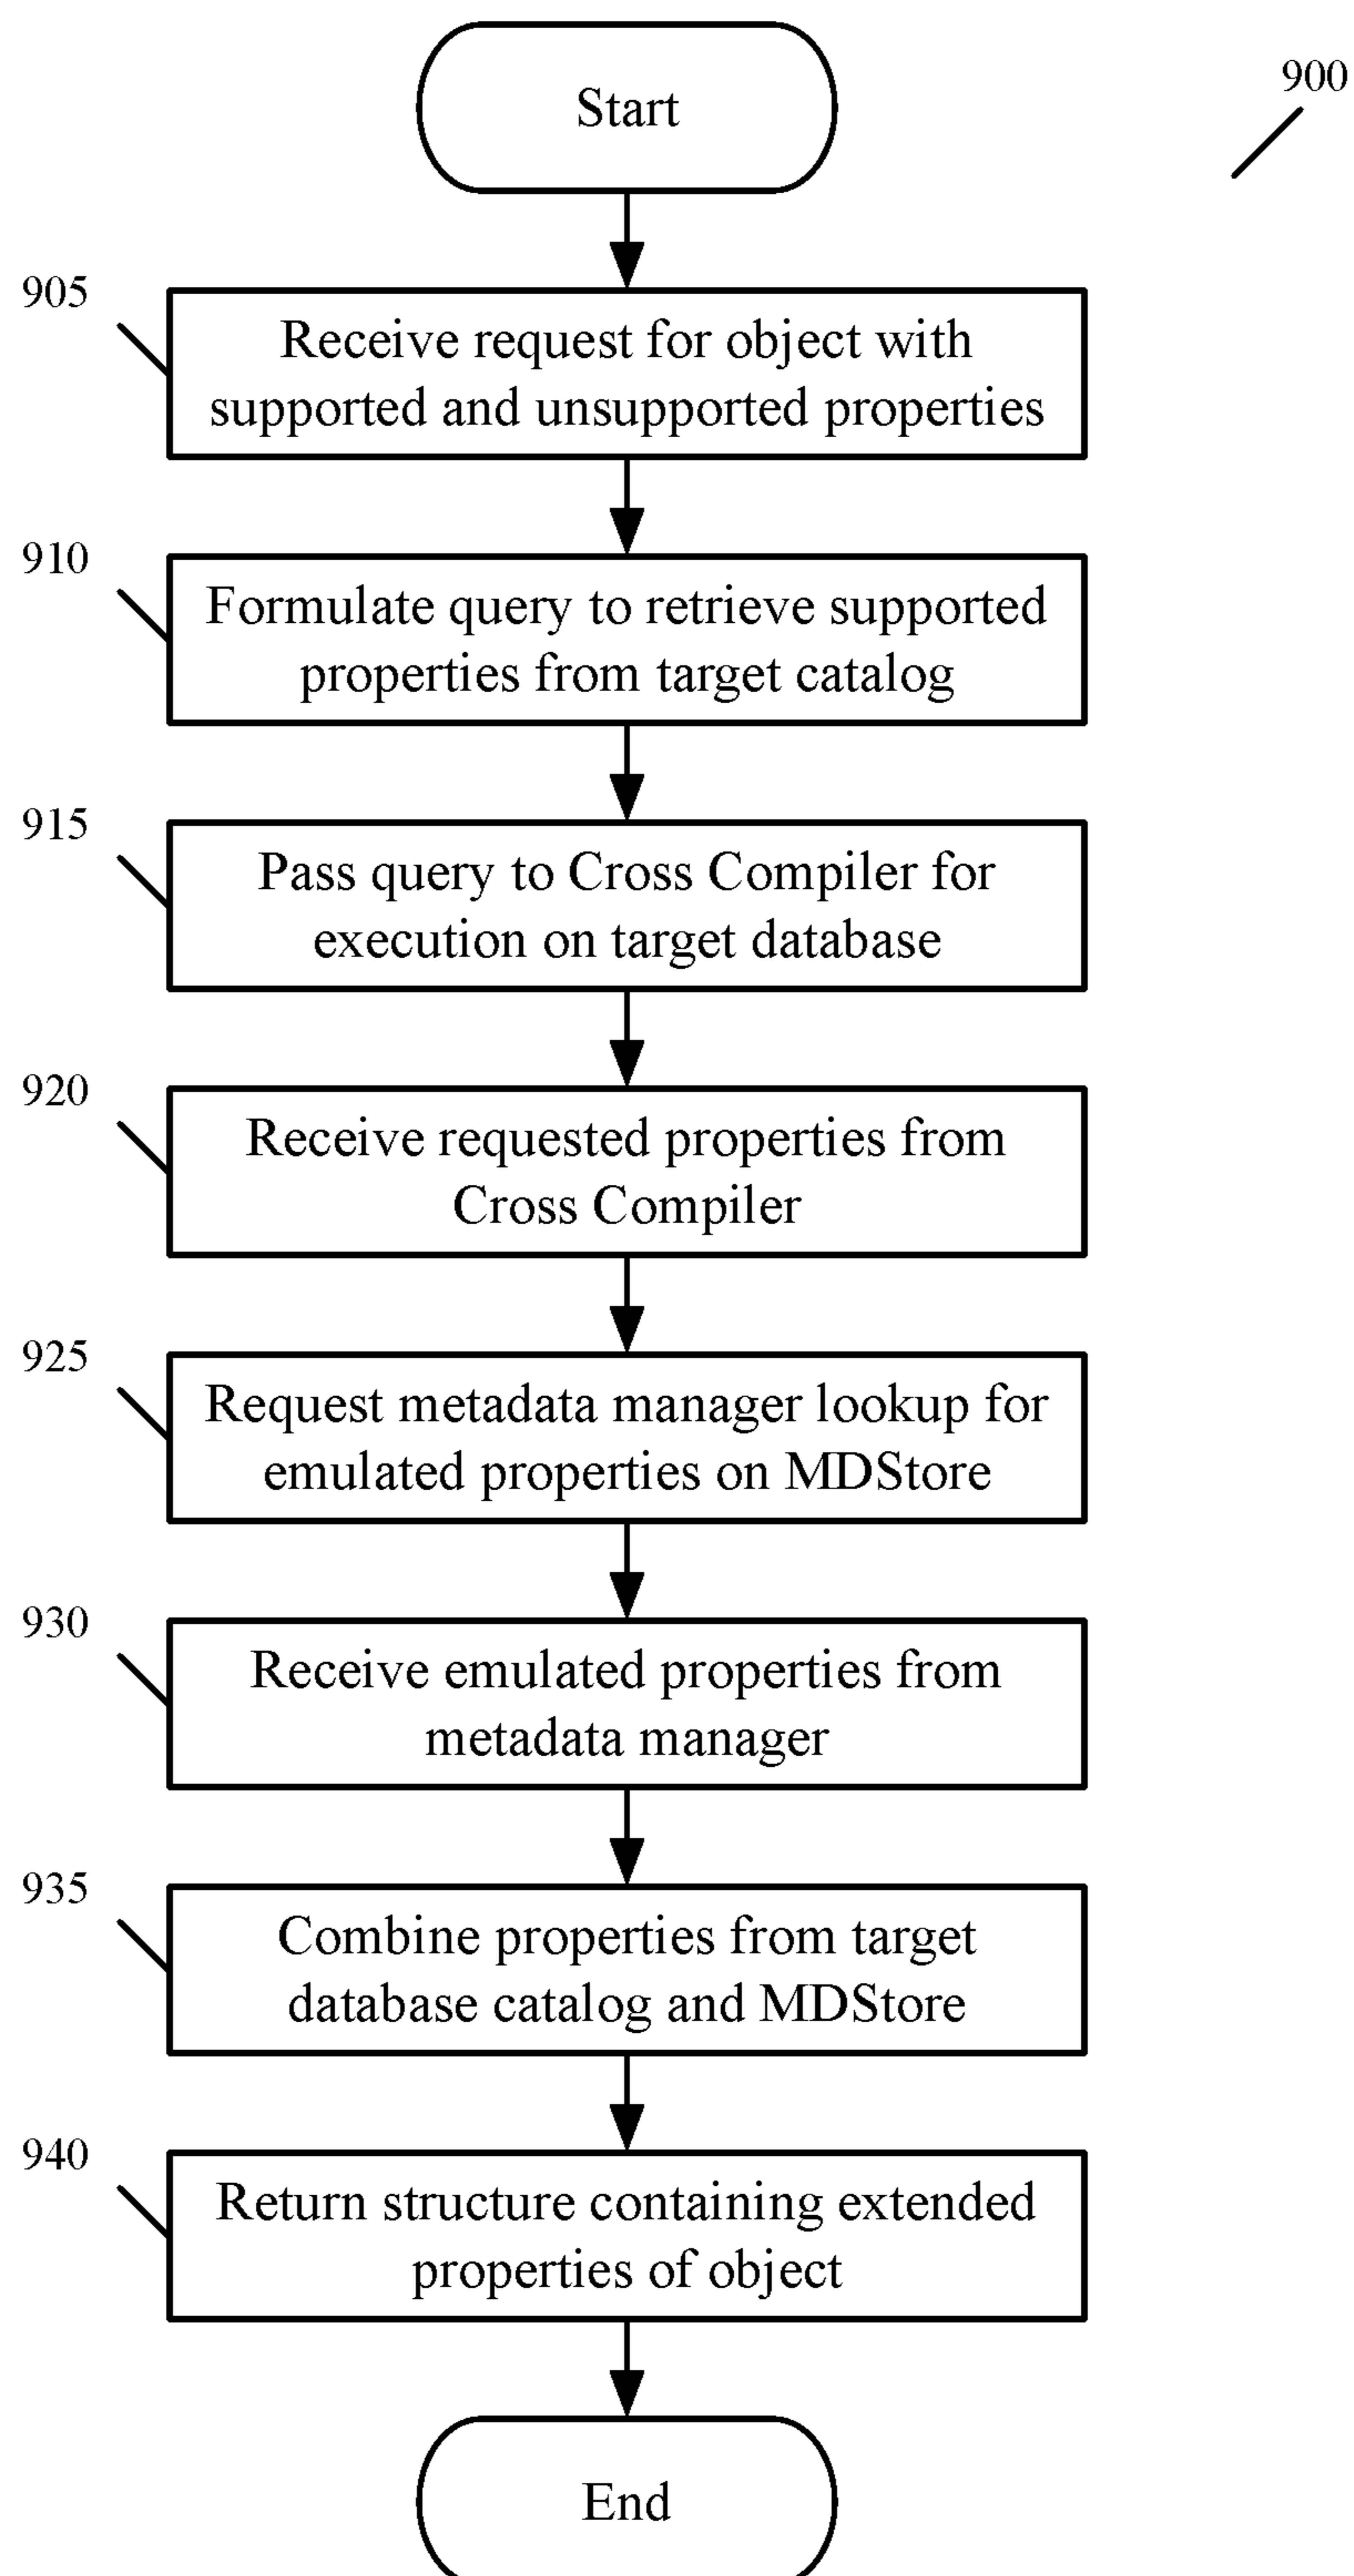 Start
900
905
Receive request for object with
supported and unsupported properties
910
Formulate query to retrieve supported
properties from target catalog
915
Pass query to Cross Compiler for
execution on target database
920
Receive requested properties from
Cross Compiler
925
Request metadata manager lookup for
emulated properties on MDStore
930
Receive emulated properties from
metadata manager
935
Combine properties from target
database catalog and MDStore
940
Return structure containing extended
properties of object
End